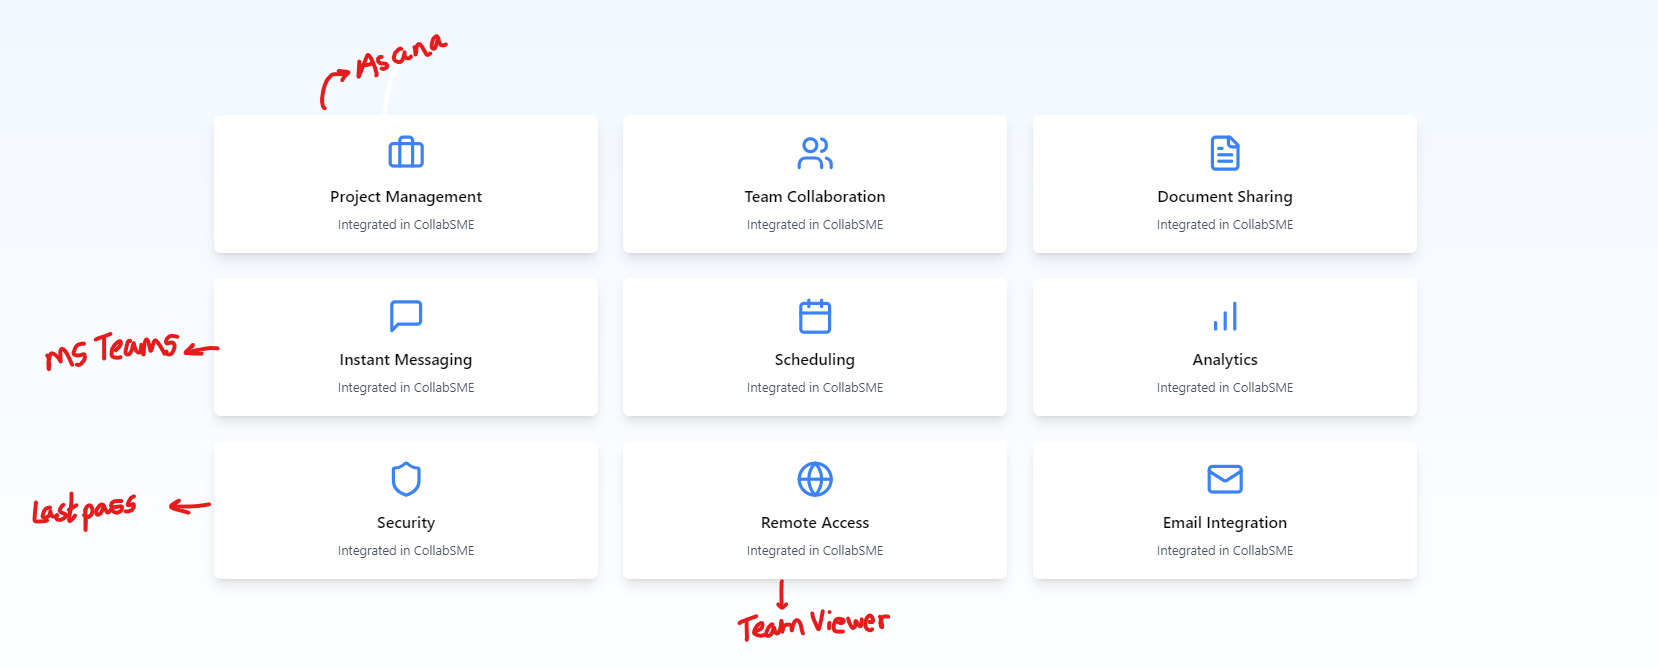 Asana
Project Management
Integrated in CollabSME
Team Collaboration
Integrated in CollabSME
Document Sharing
Integrated in CollabSME
ms Teams
Instant Messaging
Integrated in CollabSME
Scheduling
Integrated in CollabSME
Analytics
Integrated in CollabSME
Lastpass
Security
Integrated in CollabSME
Remote Access
Integrated in CollabSME
Email Integration
Integrated in CollabSME
Team Viewer